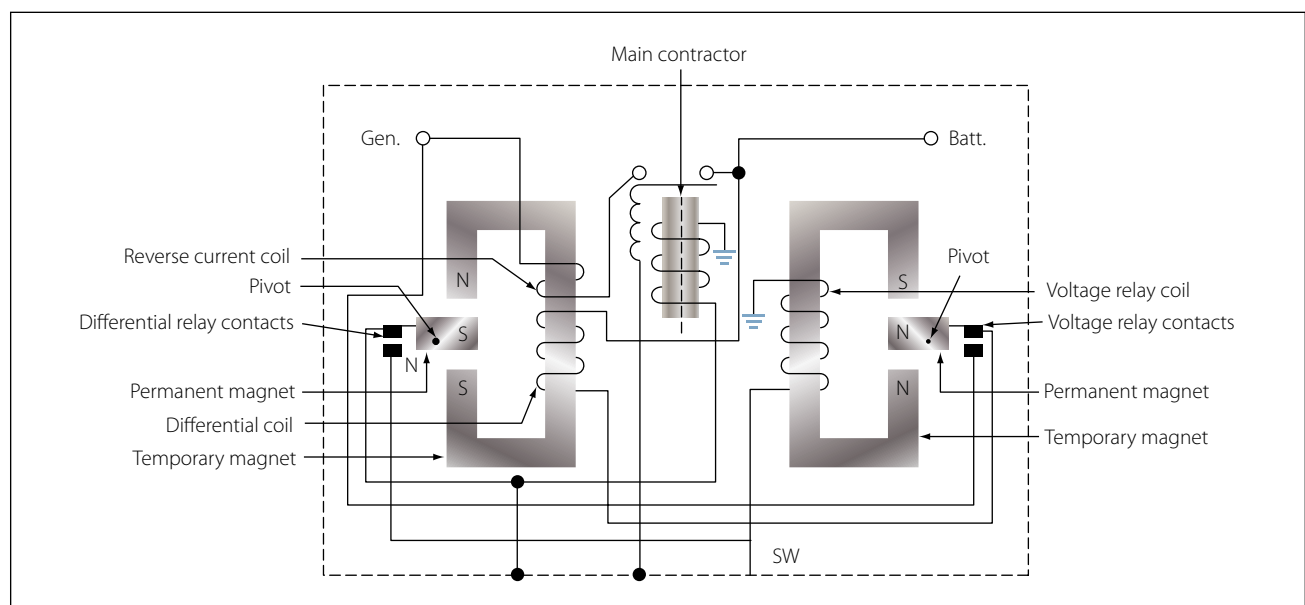 Main contractor
Gen.
Batt.
Reverse current coil
Pivot
Differential relay contacts
Permanent magnet
Differential coil
Temporary magnet
N
S
N
S
S
N
N
Pivot
Voltage relay coil
Voltage relay contacts
Permanent magnet
Temporary magnet
SW